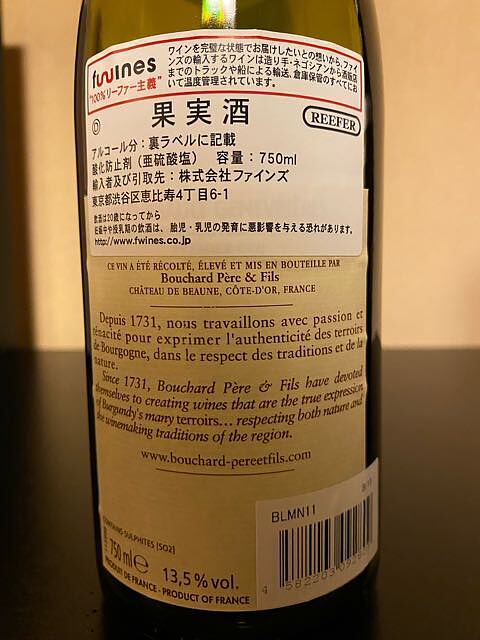 fwines
"100%リーファー主義"
ワインを完璧な状態でお届けしたいとの想いから、ファイ
ンズの輸入するワインは造り手・ネゴシアンから酒販店
までのトラックや船による輸送、倉庫保管のすべてにお
いて温度管理されています。
果実酒
REEFER
アルコール分：裏ラベルに記載
酸化防止剤（亜硫酸塩） 容量：750ml
輸入者及び引取先：株式会社ファインズ
東京都渋谷区恵比寿4丁目6-1
飲酒は20歳になってから
妊娠中や授乳期の飲酒は、胎児・乳児の発育に悪影響を与える恐れがあります。
http://www.fwines.co.jp
CE VIN A ÉTÉ RÉCOLTÉ, ÉLEVÉ ET MIS EN BOUTEILLE PAR
Bouchard Père & Fils
CHÂTEAU DE BEAUNE, CÔTE-D'OR, FRANCE
Depuis 1731, nous travaillons avec passion et
ténacité pour exprimer l'authenticité des terroirs
de Bourgogne, dans le respect des traditions et de la
nature.
Since 1731, Bouchard Père & Fils have devoted
themselves to creating wines that are the true expression
of Burgundy's many terroirs... respecting both nature and
the winemaking traditions of the region.
www.bouchard-pereetfils.com
BLMN11
CONTAINS SULPHITES (SO2)
750 ml e 13,5 % vol.
PRODUIT DE FRANCE - PRODUCT OF FRANCE
4 582203